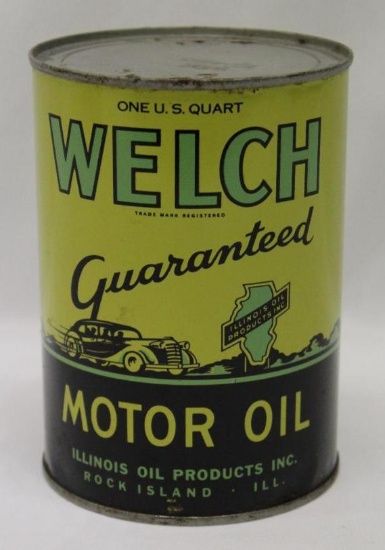 ONE U.S. QUART
WELCH
TRADE MARK REGISTERED
Guaranteed
ILLINOIS OIL
PRODUCTS INC.
MOTOR OIL
ILLINOIS OIL PRODUCTS INC.
ROCK ISLAND · ILL.